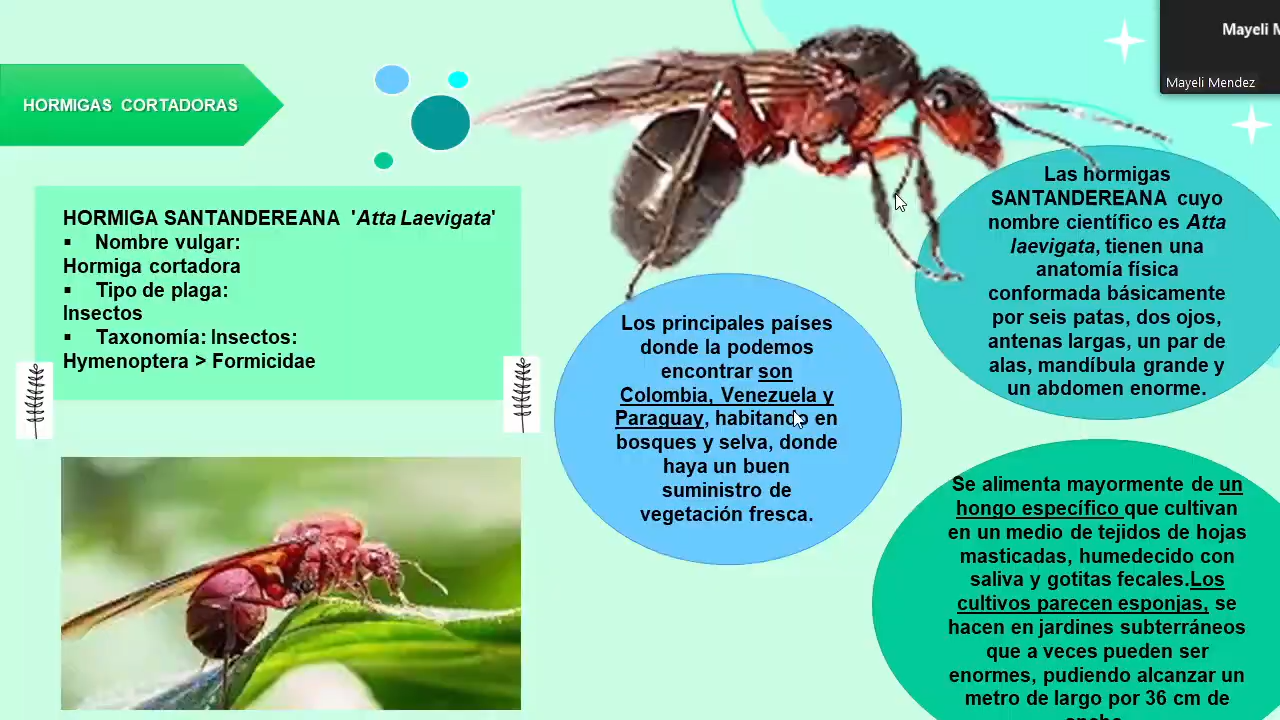 Mayeli M
Mayeli Mendez
HORMIGAS CORTADORAS
HORMIGA SANTANDEREANA 'Atta Laevigata'
▪ Nombre vulgar:
Hormiga cortadora
▪ Tipo de plaga:
Insectos
▪ Taxonomía: Insectos:
Hymenoptera > Formicidae
Los principales países
donde la podemos
encontrar son
Colombia, Venezuela y
Paraguay, habitando en
bosques y selva, donde
haya un buen
suministro de
vegetación fresca.
Las hormigas
SANTANDEREANA cuyo
nombre científico es Atta
laevigata, tienen una
anatomía física
conformada básicamente
por seis patas, dos ojos,
antenas largas, un par de
alas, mandíbula grande y
un abdomen enorme.
Se alimenta mayormente de un
hongo específico que cultivan
en un medio de tejidos de hojas
masticadas, humedecido con
saliva y gotitas fecales.Los
cultivos parecen esponjas, se
hacen en jardines subterráneos
que a veces pueden ser
enormes, pudiendo alcanzar un
metro de largo por 36 cm de